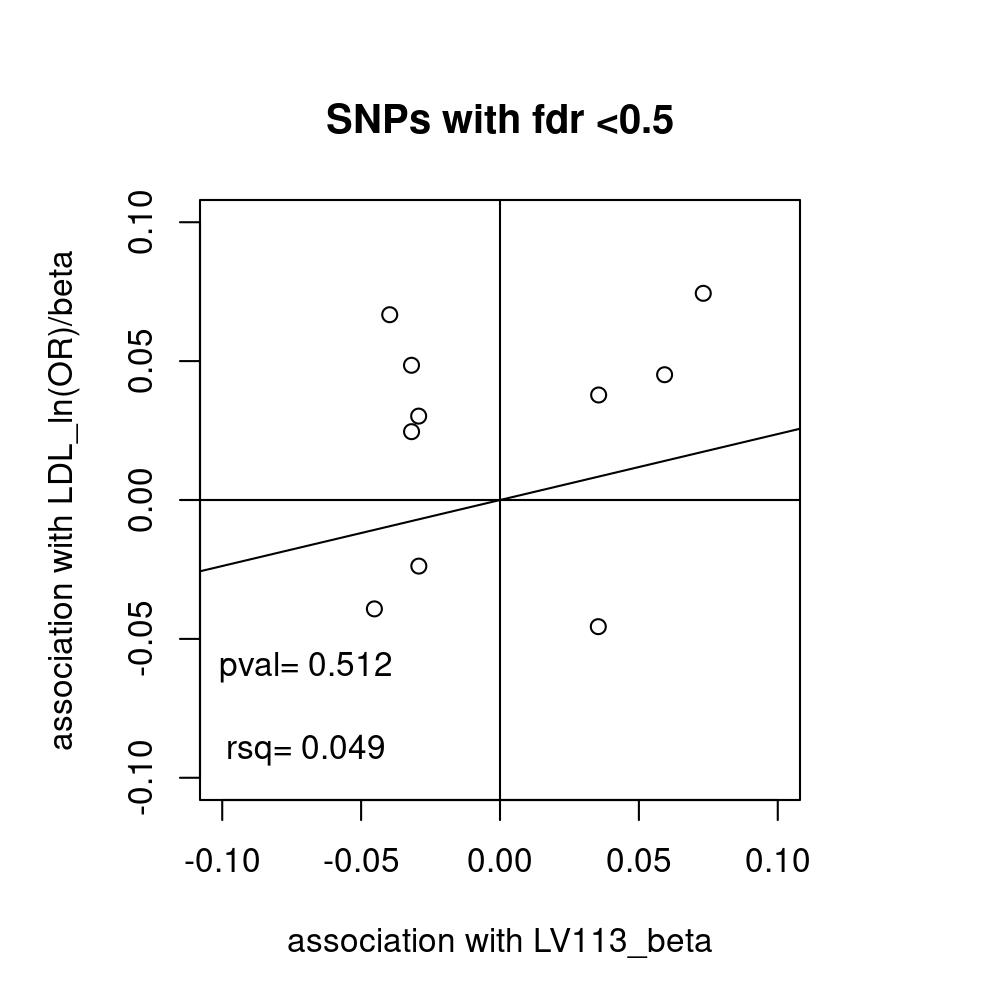 SNPs with fdr <0.5
association with LDL_ln(OR)/beta
0.10
0.05
0.00
-0.05
-0.10
pval= 0.512
rsq= 0.049
-0.10 -0.05 0.00 0.05 0.10
association with LV113_beta